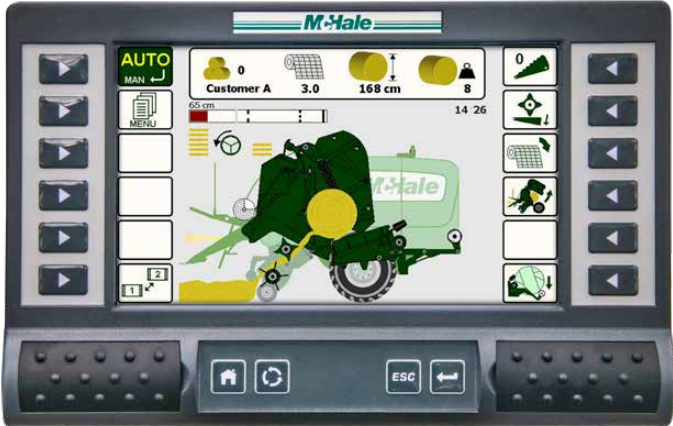 McHale
AUTO
MAN
0
Customer A
3.0
168 cm
8
0
65 cm
14 26
MENU
McHale
1
2
ESC